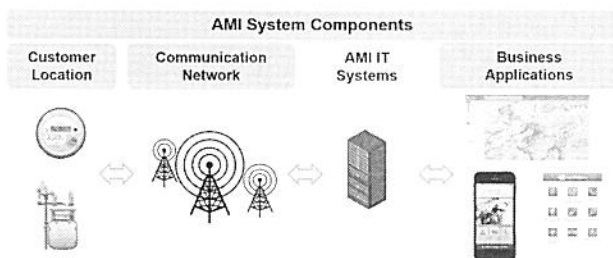 AMI System Components
Customer
Location
Communication
Network
AMI IT
Systems
Business
Applications